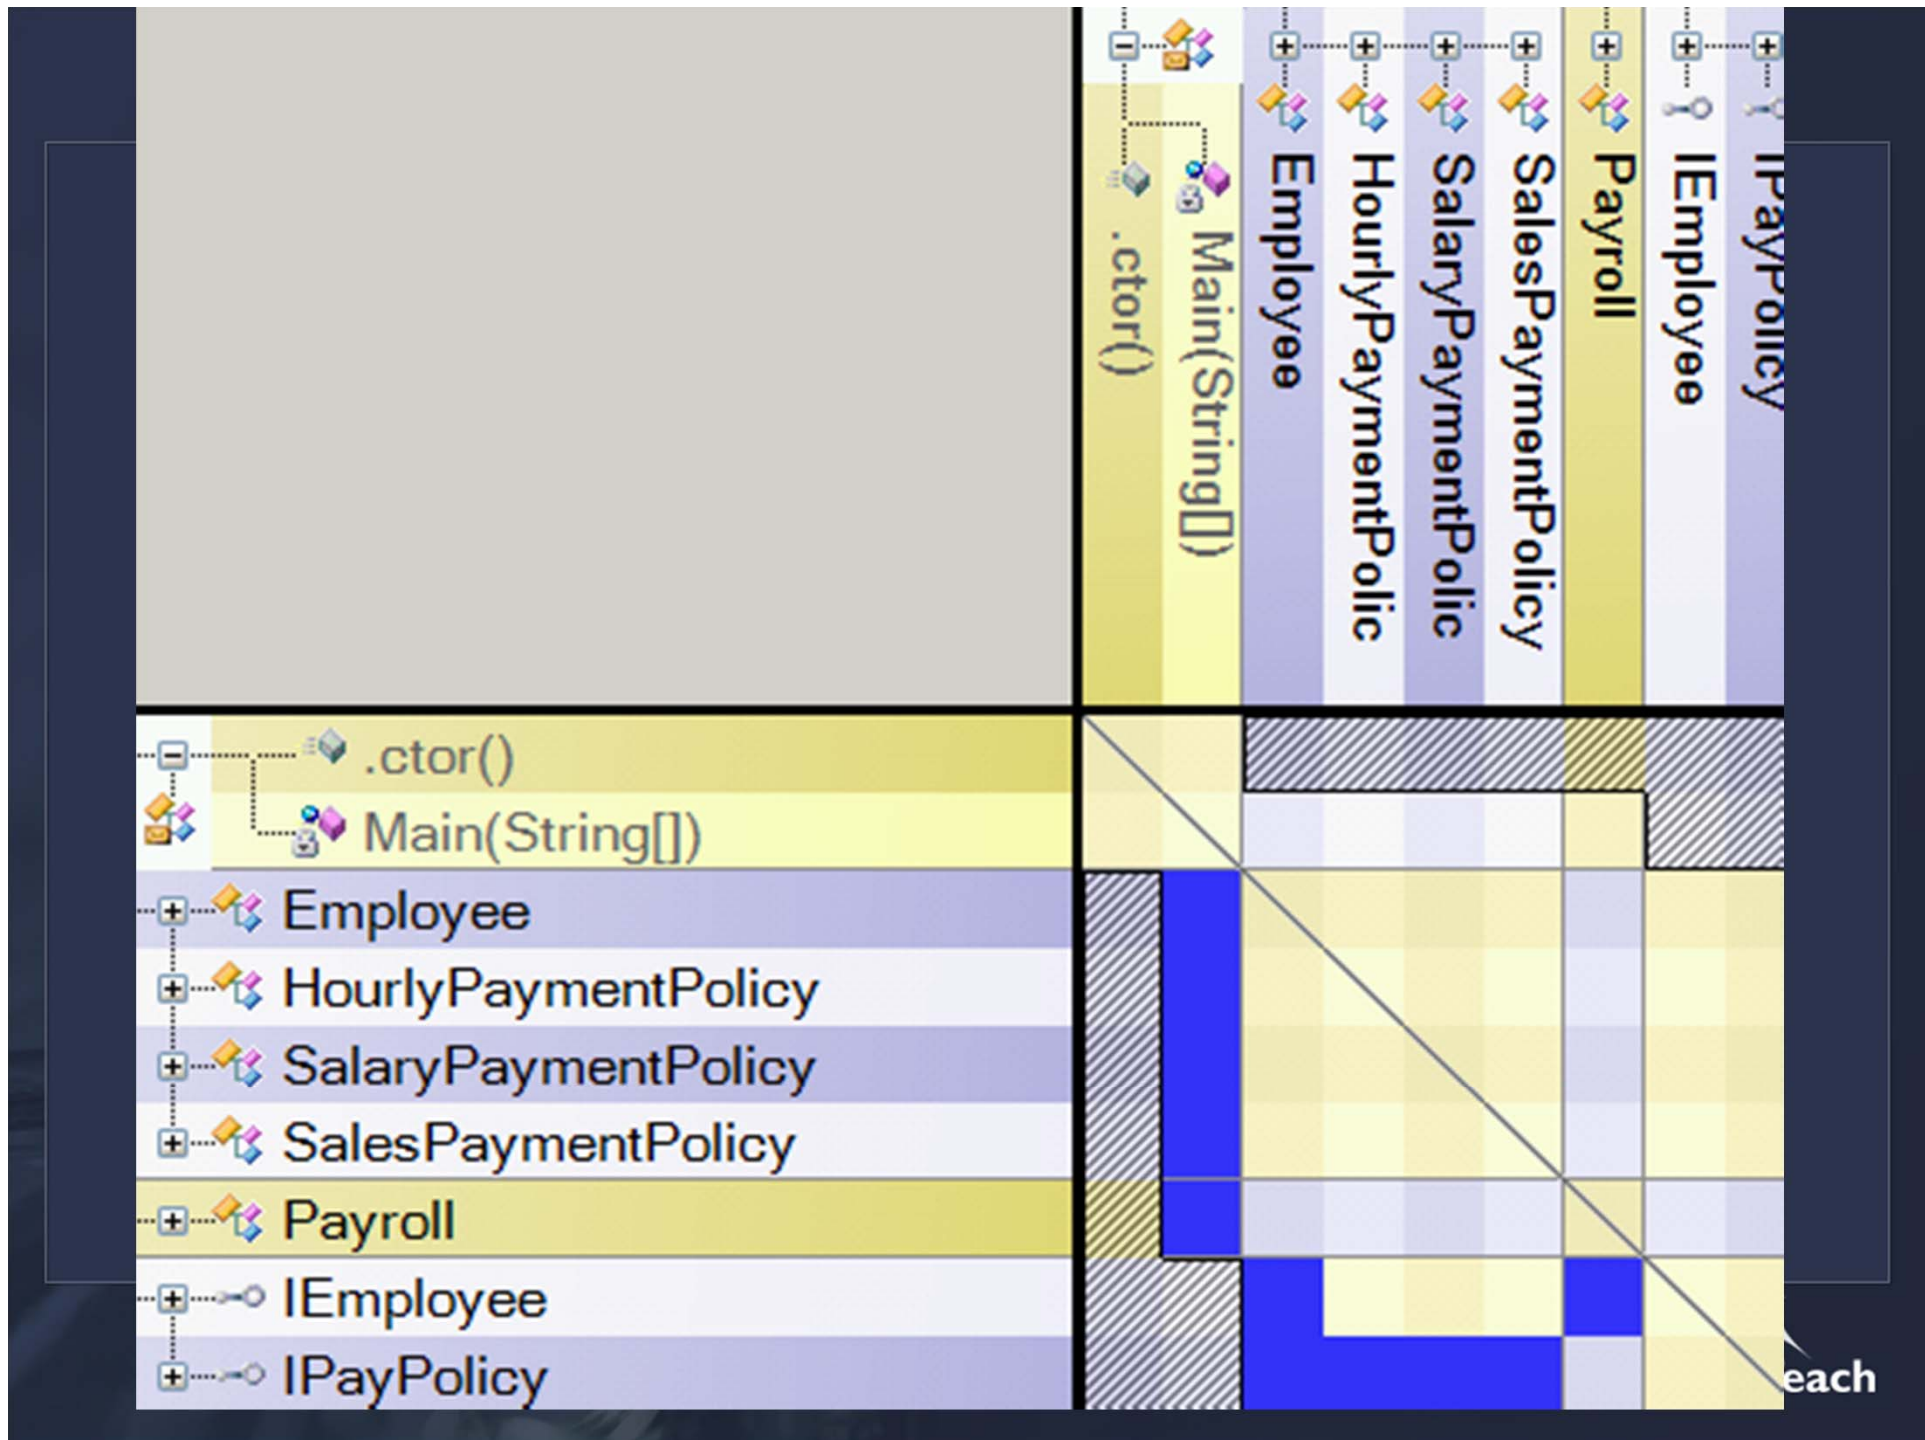 .ctor()
Main(String[])
Employee
HourlyPaymentPolic
SalaryPaymentPolic
SalesPaymentPolicy
Payroll
IEmployee
IPayPolicy
.ctor()
Main(String[])
Employee
HourlyPaymentPolicy
SalaryPaymentPolicy
SalesPaymentPolicy
Payroll
IEmployee
IPayPolicy
each